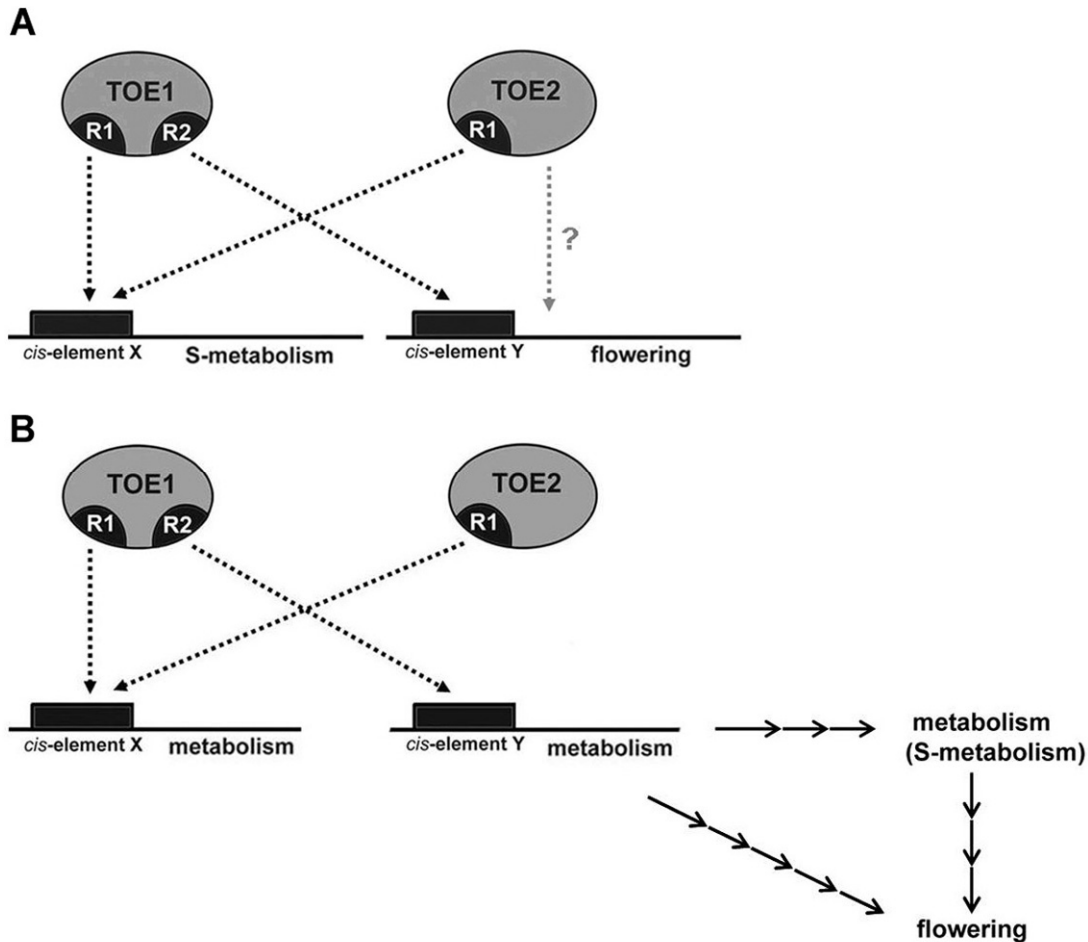 A
TOE1
TOE2
R1
R2
R1
?
cis-element X
S-metabolism
cis-element Y
flowering
B
TOE1
TOE2
R1
R2
R1
cis-element X
metabolism
cis-element Y
metabolism
metabolism
(S-metabolism)
flowering